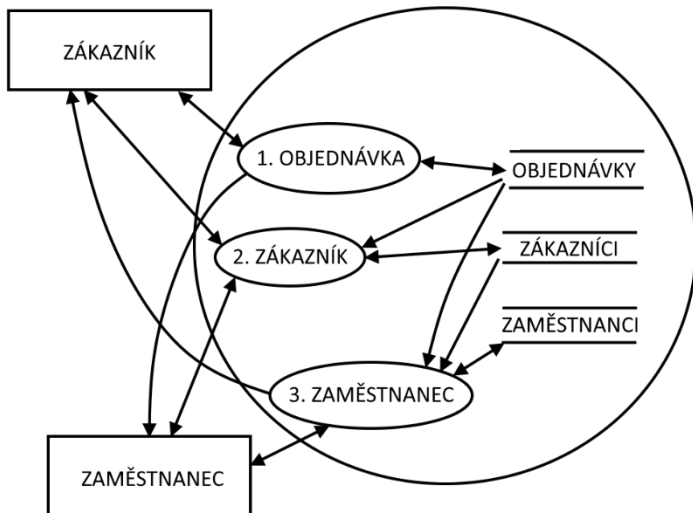 ZÁKAZNÍK
1. OBJEDNÁVKA
OBJEDNÁVKY
2. ZÁKAZNÍK
ZÁKAZNÍCI
ZAMĚSTNANCI
3. ZAMĚSTNANEC
ZAMĚSTNANEC